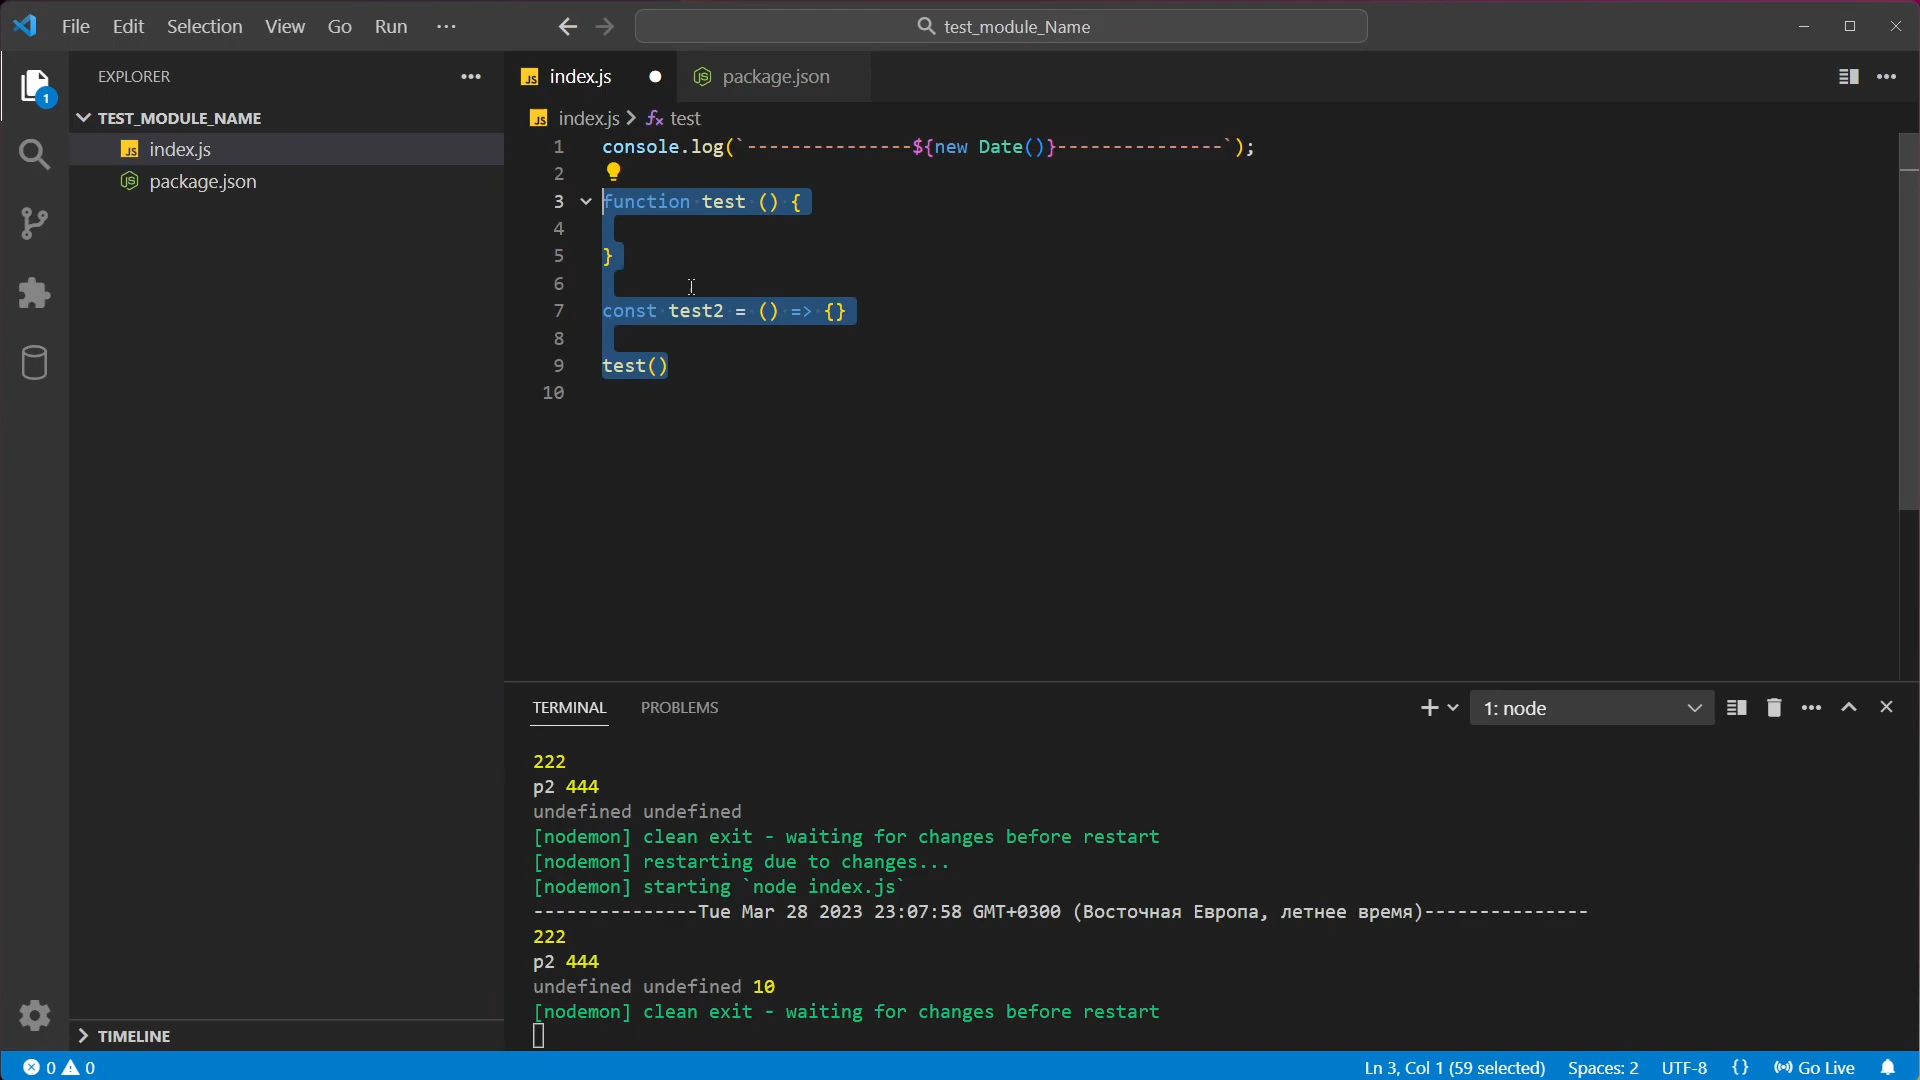 File Edit Selection View Go Run ···
test_module_Name
EXPLORER
TEST_MODULE_NAME
index.js
package.json
TIMELINE
1
JS index.js
package.json
JS index.js > test
1 console.log(`---------------${new Date()}---------------`);
2
3 function test () {
4
5 }
6
7 const test2 = () => {}
8
9 test()
10
TERMINAL PROBLEMS
1: node
222
p2 444
undefined undefined
[nodemon] clean exit - waiting for changes before restart
[nodemon] restarting due to changes...
[nodemon] starting `node index.js`
---------------Tue Mar 28 2023 23:07:58 GMT+0300 (Восточная Европа, летнее время)---------------
222
p2 444
undefined undefined 10
[nodemon] clean exit - waiting for changes before restart
0 0
Ln 3, Col 1 (59 selected) Spaces: 2 UTF-8 {} Go Live